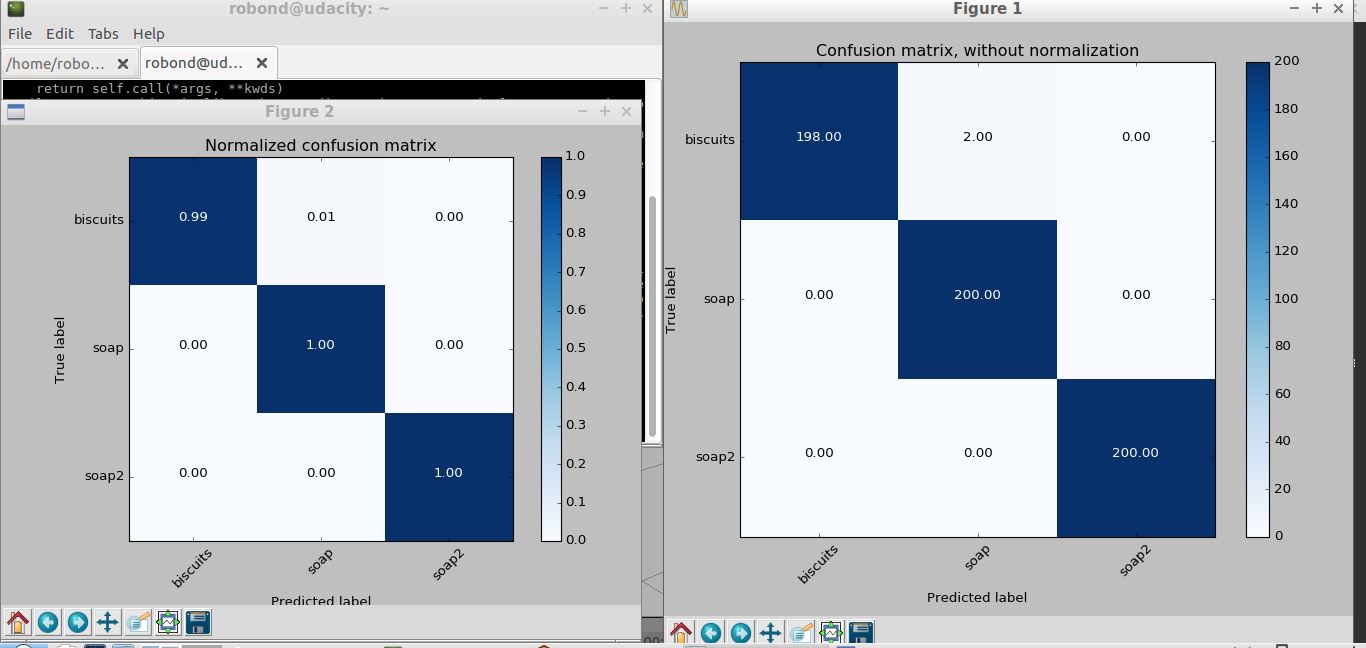 robond@udacity: ~
File Edit Tabs Help
/home/robo...
robond@ud...
return self.call(*args, **kwds)
Figure 2
Normalized confusion matrix
biscuits
soap
soap2
True label
0.99 0.01 0.00
0.00 1.00 0.00
0.00 0.00 1.00
biscuits soap soap2
Predicted label
1.0
0.9
0.8
0.7
0.6
0.5
0.4
0.3
0.2
0.1
0.0
Figure 1
Confusion matrix, without normalization
biscuits
soap
soap2
True label
198.00 2.00 0.00
0.00 200.00 0.00
0.00 0.00 200.00
biscuits soap soap2
Predicted label
200
180
160
140
120
100
80
60
40
20
0